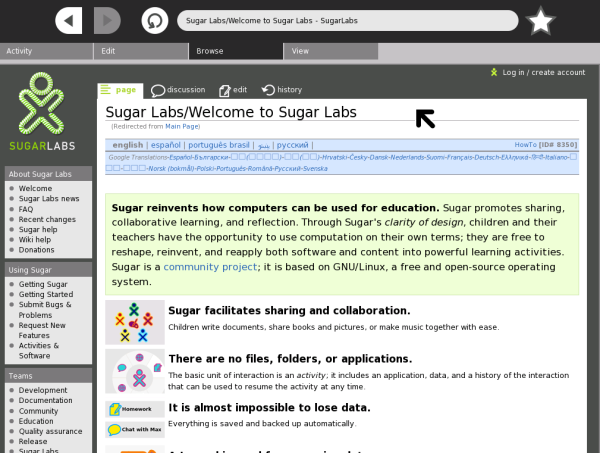 Sugar Labs/Welcome to Sugar Labs - SugarLabs
Activity
Edit
Browse
View
Log in / create account
page
discussion
edit
history
SUGARLABS
Sugar Labs/Welcome to Sugar Labs
(Redirected from Main Page)
english | español | português brasil | | русский |
HowTo [ID# 8350]
Google Translations-Español-Български-□□(□□□□)-□□(□□)-Hrvatski-Česky-Dansk-Nederlands-Suomi-Français-Deutsch-Ελληνικά-हिन्दी-Italiano-□
□□-□□□-Norsk (bokmål)-Polski-Português-Română-Русский-Svenska
About Sugar Labs
Welcome
Sugar Labs news
FAQ
Recent changes
Sugar help
Wiki help
Donations
Using Sugar
Getting Sugar
Getting Started
Submit Bugs &
Problems
Request New
Features
Activities &
Software
Teams
Development
Documentation
Community
Education
Quality assurance
Release
Sugar Labs
Sugar reinvents how computers can be used for education. Sugar promotes sharing,
collaborative learning, and reflection. Through Sugar's clarity of design, children and their
teachers have the opportunity to use computation on their own terms; they are free to
reshape, reinvent, and reapply both software and content into powerful learning activities.
Sugar is a community project; it is based on GNU/Linux, a free and open-source operating
system.
Sugar facilitates sharing and collaboration.
Children write documents, share books and pictures, or make music together with ease.
There are no files, folders, or applications.
The basic unit of interaction is an activity; it includes an application, data, and a history of the interaction
that can be used to resume the activity at any time.
Homework
Chat with Max
It is almost impossible to lose data.
Everything is saved and backed up automatically.